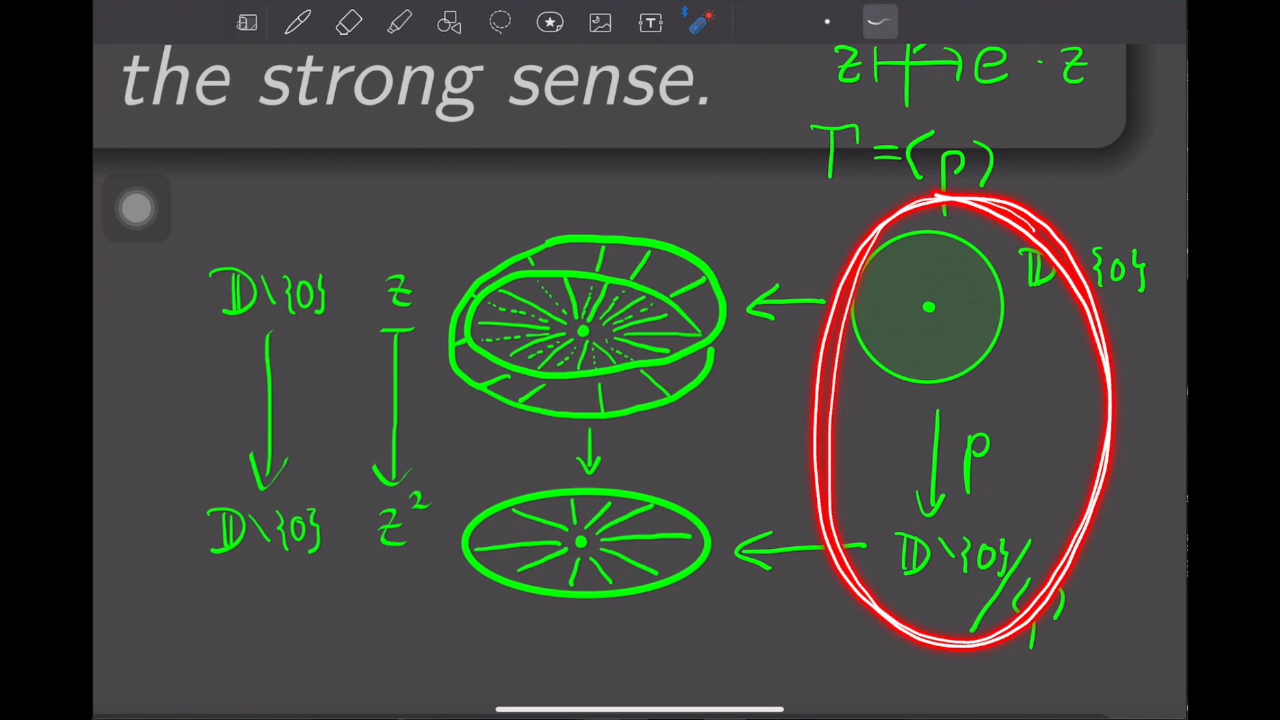 the strong sense.
z ↦ e · z
Γ = ⟨ρ⟩
𝔻\{0} z
𝔻\{0}
p
𝔻\{0} z²
𝔻\{0}/
T